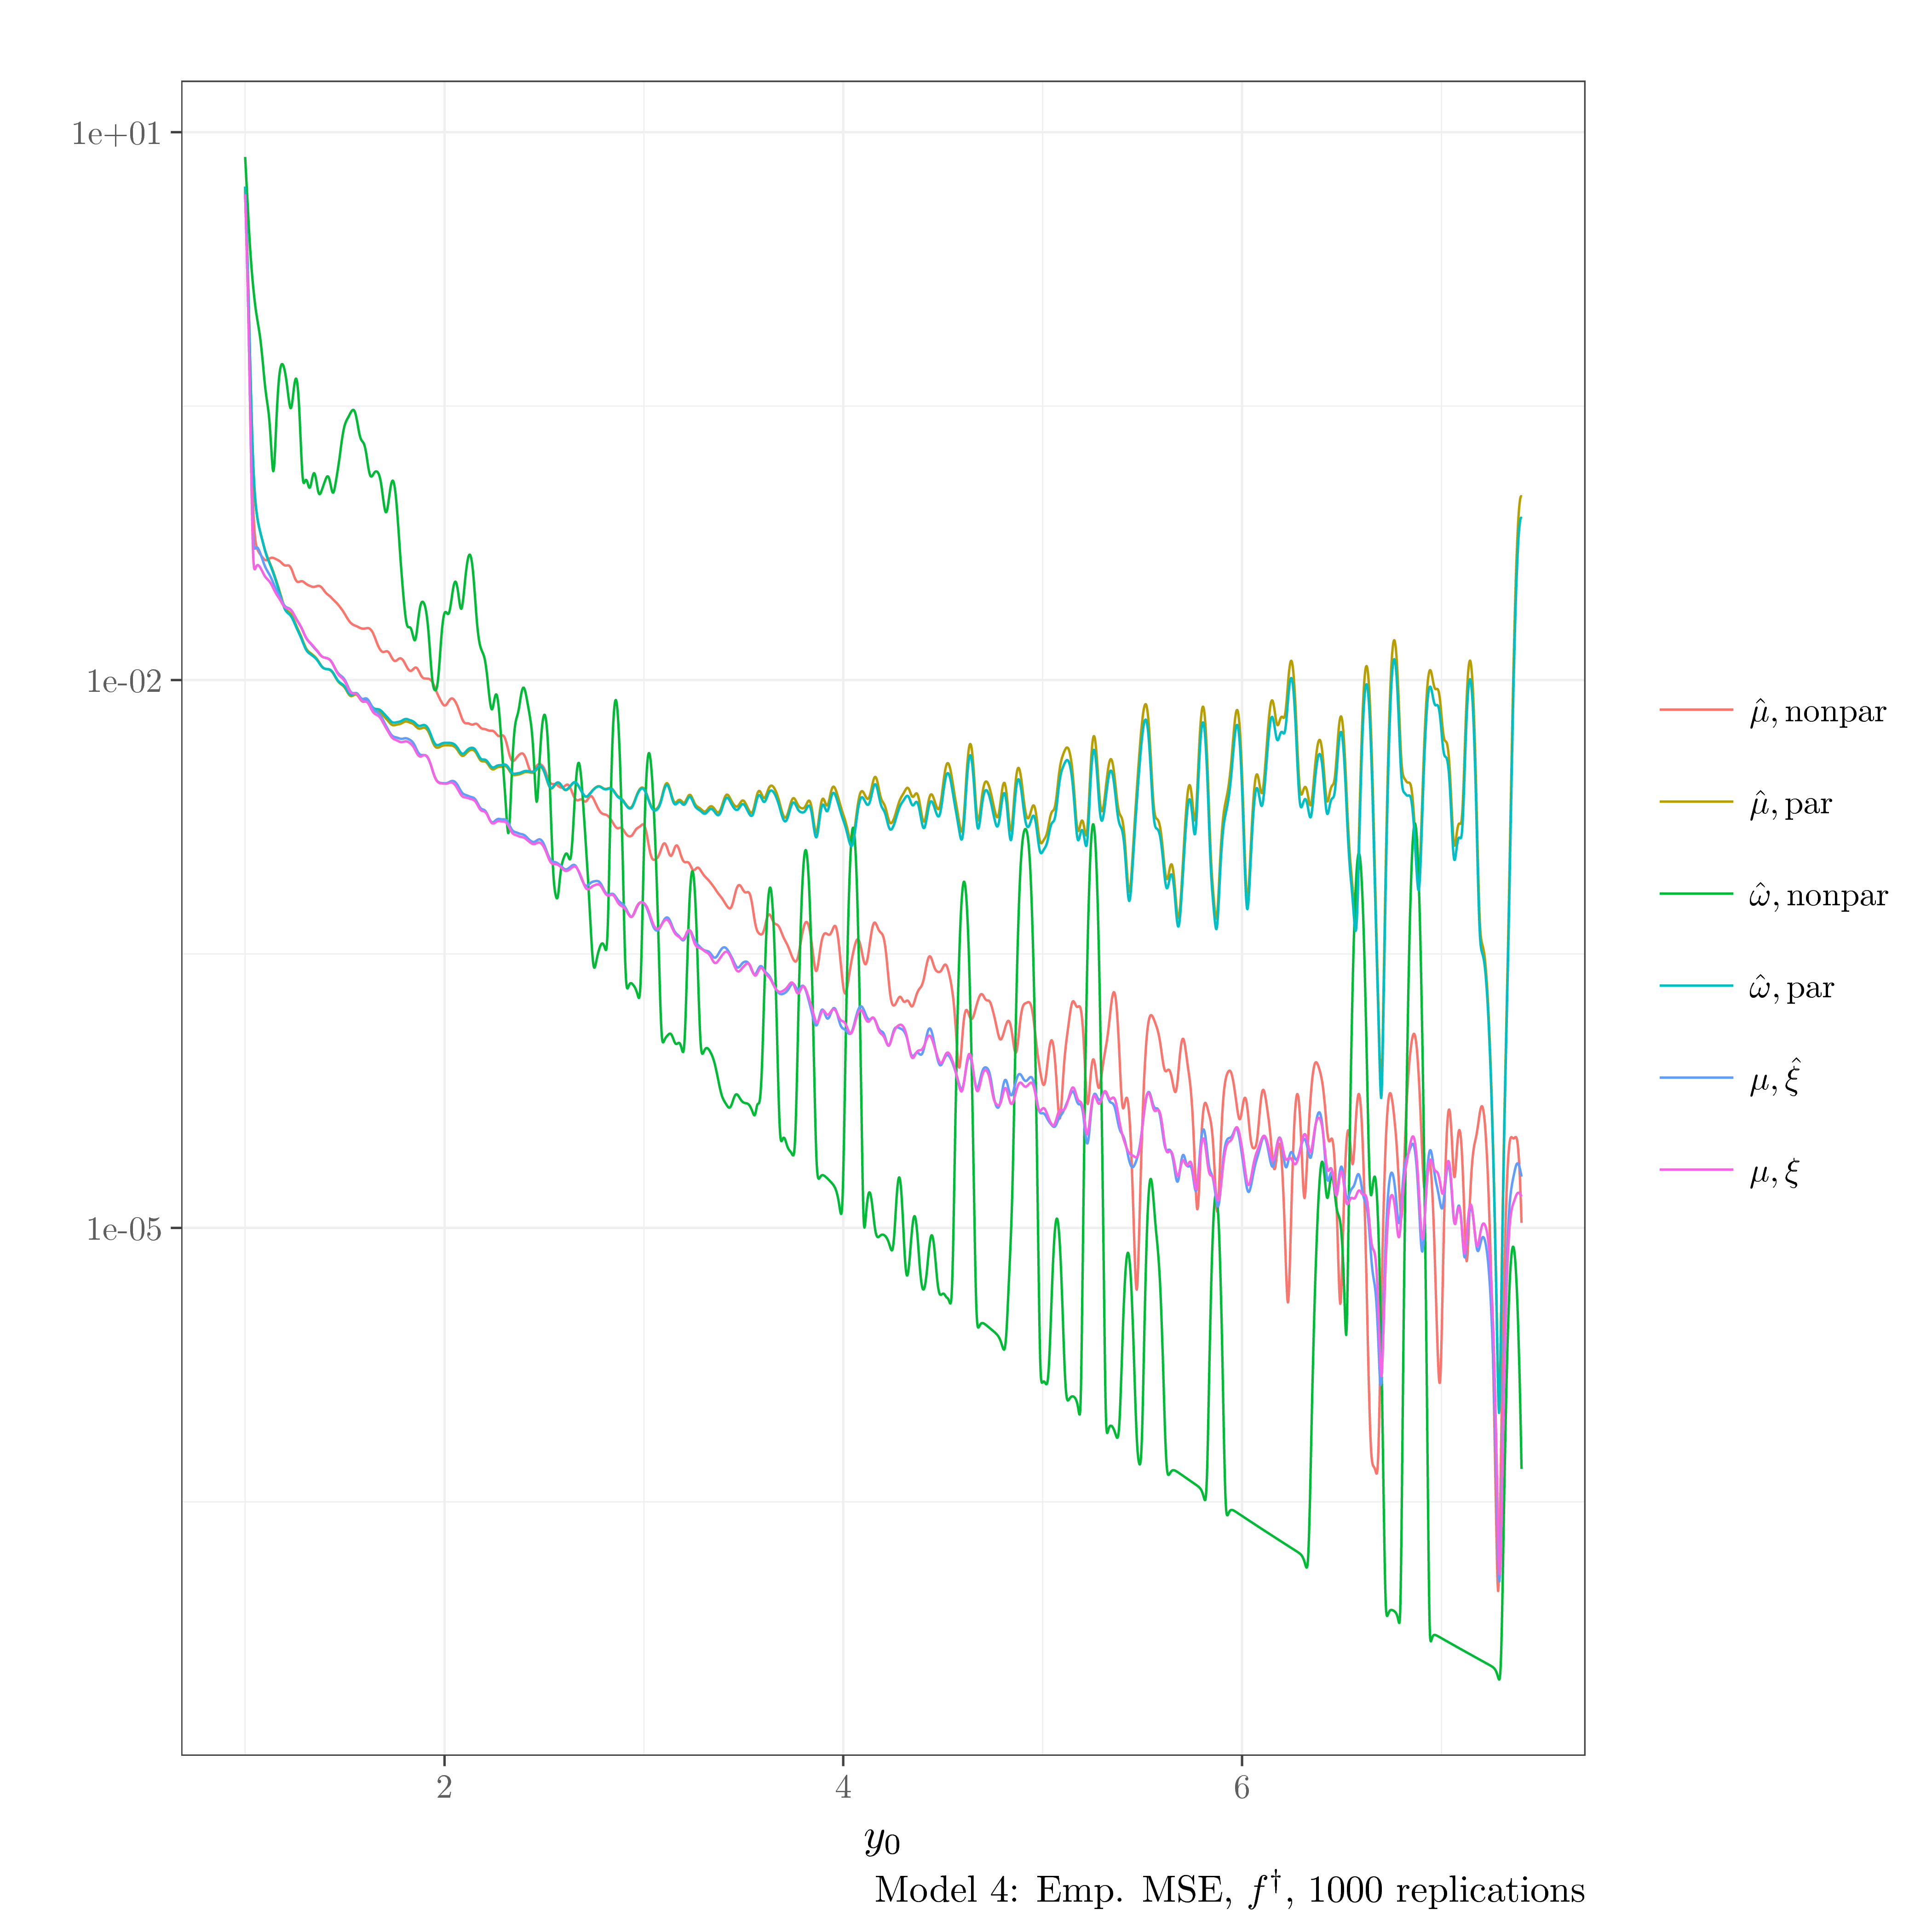 1e+01
1e-02
1e-05
2
4
6
y₀
Model 4: Emp. MSE, f†, 1000 replications
μ̂, nonpar
μ̂, par
ω̂, nonpar
ω̂, par
μ, ξ̂
μ, ξ